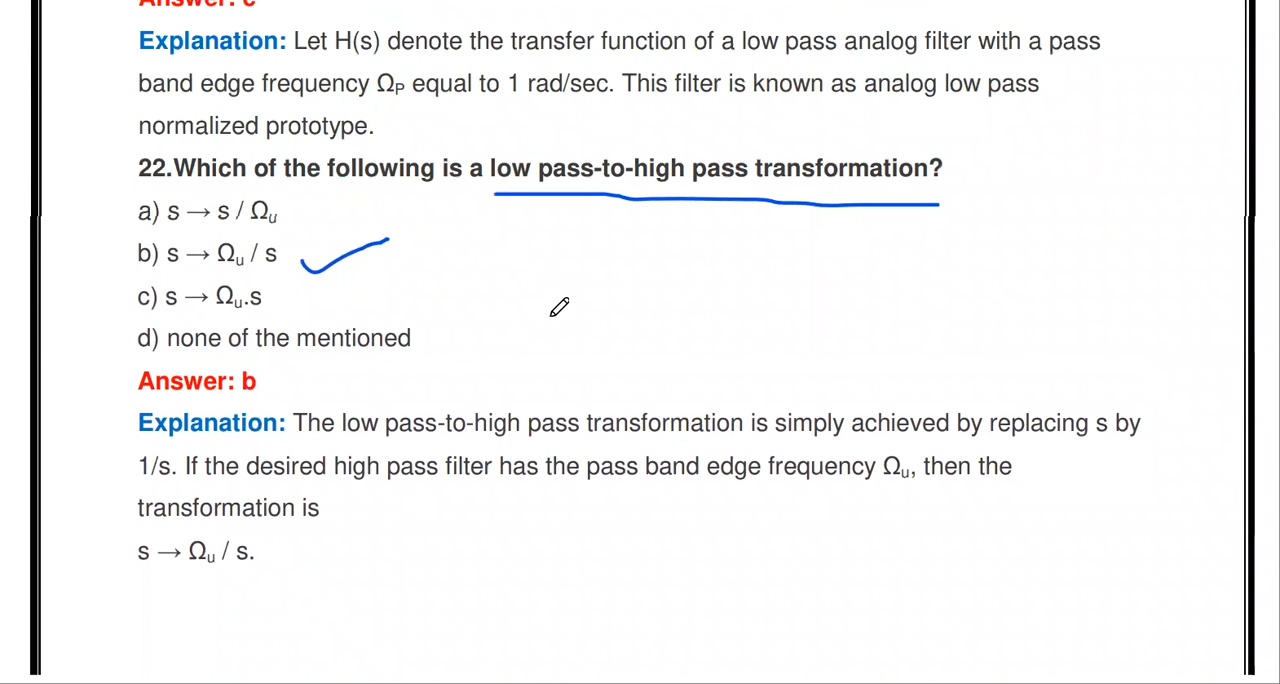 Answer: c
Explanation: Let H(s) denote the transfer function of a low pass analog filter with a pass
band edge frequency Ωₚ equal to 1 rad/sec. This filter is known as analog low pass
normalized prototype.
22.Which of the following is a low pass-to-high pass transformation?
a) s → s / Ωᵤ
b) s → Ωᵤ / s
c) s → Ωᵤ.s
d) none of the mentioned
Answer: b
Explanation: The low pass-to-high pass transformation is simply achieved by replacing s by
1/s. If the desired high pass filter has the pass band edge frequency Ωᵤ, then the
transformation is
s → Ωᵤ / s.